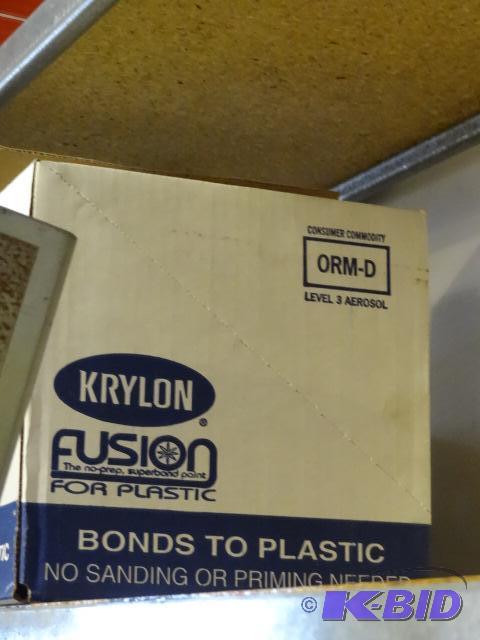 CONSUMER COMMODITY
ORM-D
LEVEL 3 AEROSOL
KRYLON
®
FUSION
The no-prep, superbond paint
FOR PLASTIC
BONDS TO PLASTIC
NO SANDING OR PRIMING NEEDED
© K-BID